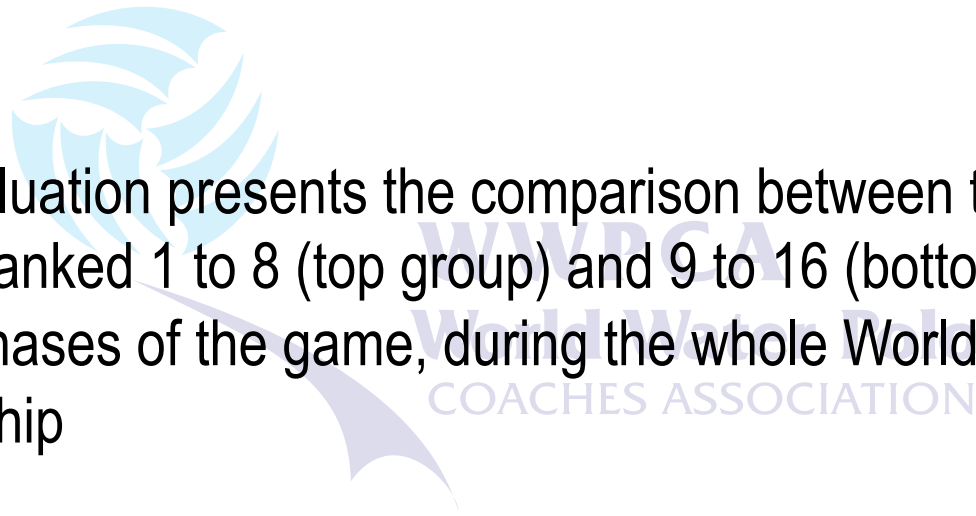 luation presents the comparison between t
anked 1 to 8 (top group) and 9 to 16 (botto
hases of the game, during the whole World
hip
WWPCA
World Water Polo
COACHES ASSOCIATION